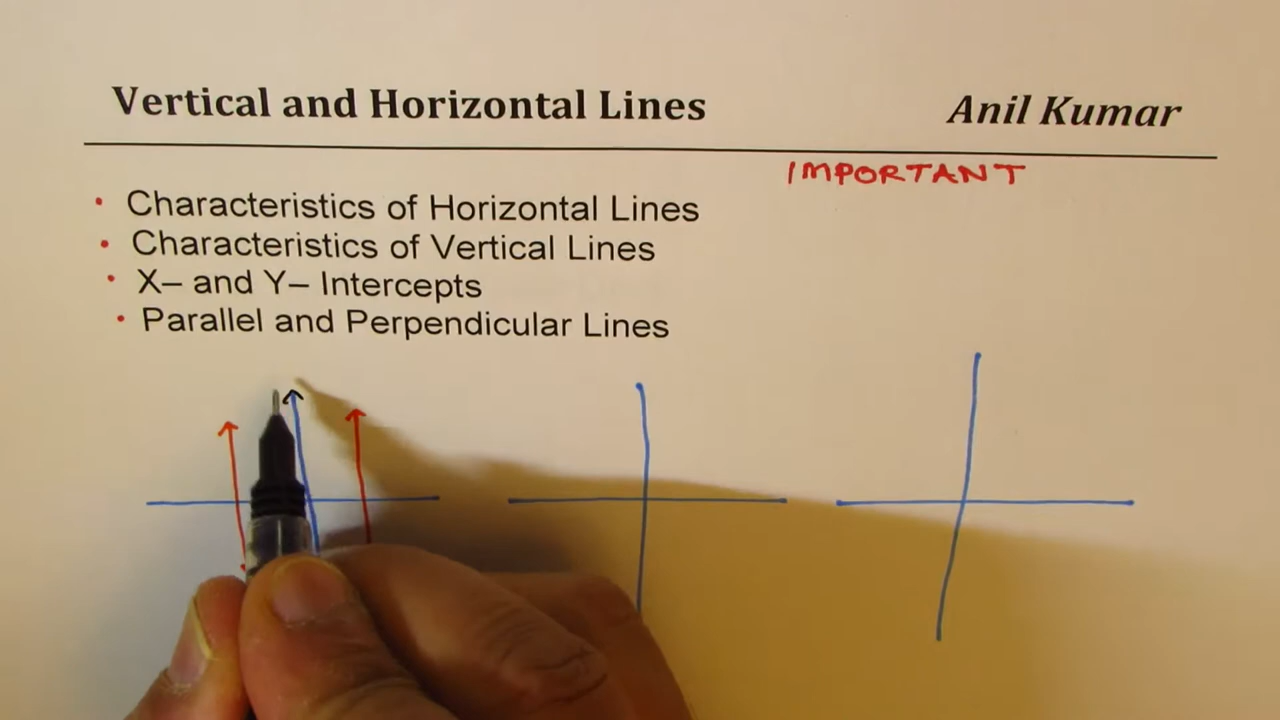 Vertical and Horizontal Lines Anil Kumar
IMPORTANT
• Characteristics of Horizontal Lines
• Characteristics of Vertical Lines
• X– and Y– Intercepts
• Parallel and Perpendicular Lines